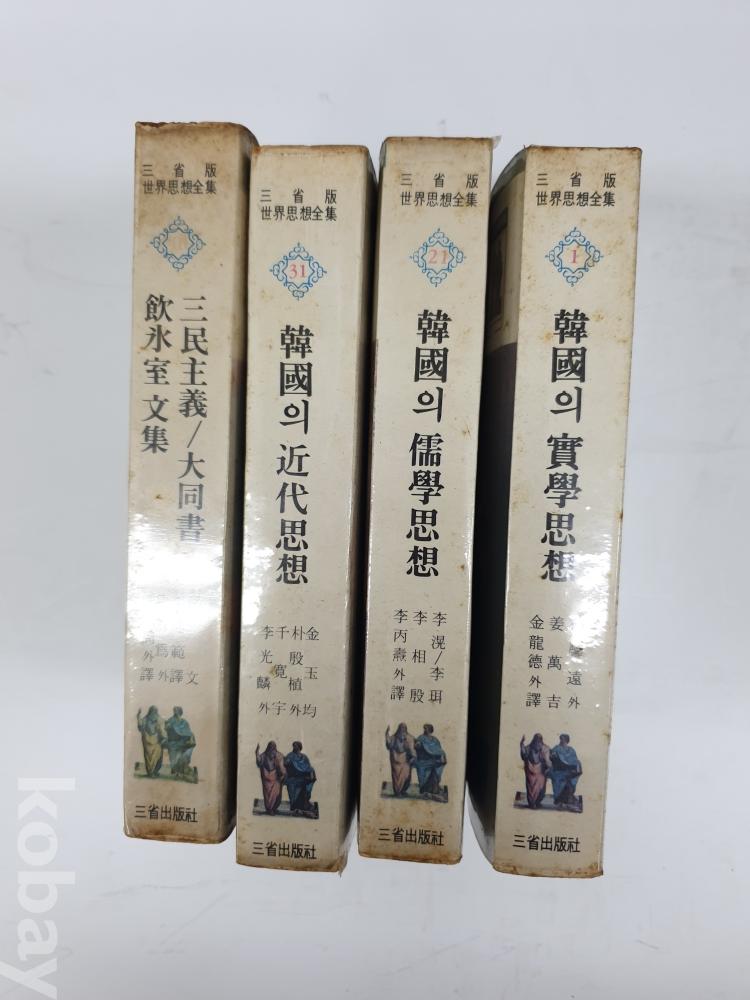 三省版
世界思想全集
三民主義/大同書
飮氷室文集
三省出版社
三省版
世界思想全集
31
韓國의 近代思想
金玉均
朴殷植 外
千寬宇
李光麟 外
三省出版社
三省版
世界思想全集
21
韓國의 儒學思想
李滉/李珥
李相殷
李丙燾 外譯
三省出版社
三省版
世界思想全集
1
韓國의 實學思想
姜萬吉
金龍德 外譯
三省出版社
kobay